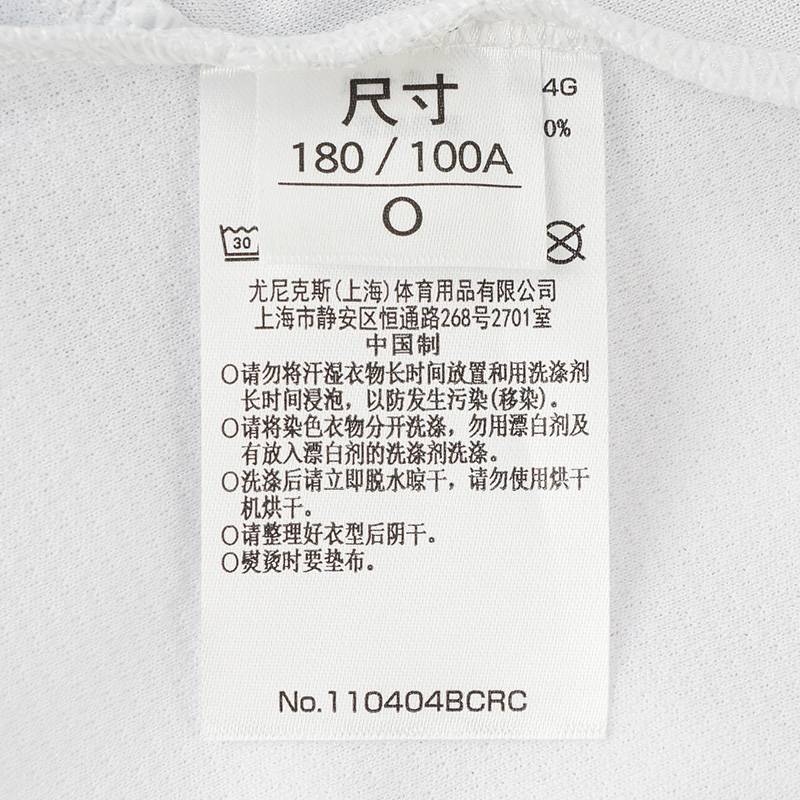 尺寸
4G
0%
180/100A
O
30
尤尼克斯(上海)体育用品有限公司
上海市静安区恒通路268号2701室
中国制
○请勿将汗湿衣物长时间放置和用洗涤剂
长时间浸泡，以防发生污染(移染)。
○请将染色衣物分开洗涤，勿用漂白剂及
有放入漂白剂的洗涤剂洗涤。
○洗涤后请立即脱水晾干，请勿使用烘干
机烘干。
○请整理好衣型后阴干。
○熨烫时要垫布。
No.110404BCRC